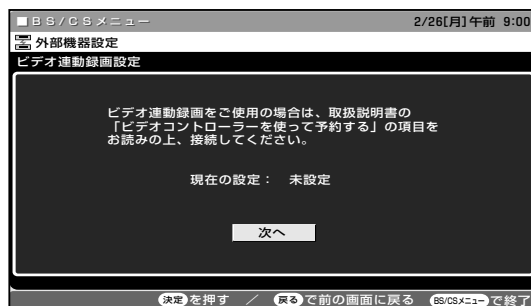 ■BS/CSメニュー 2/26[月]午前 9:00
外部機器設定
ビデオ連動録画設定
ビデオ連動録画をご使用の場合は、取扱説明書の
「ビデオコントローラーを使って予約する」の項目を
お読みの上、接続してください。
現在の設定： 未設定
次へ
決定を押す ／ 戻るで前の画面に戻る BS/CSメニューで終了